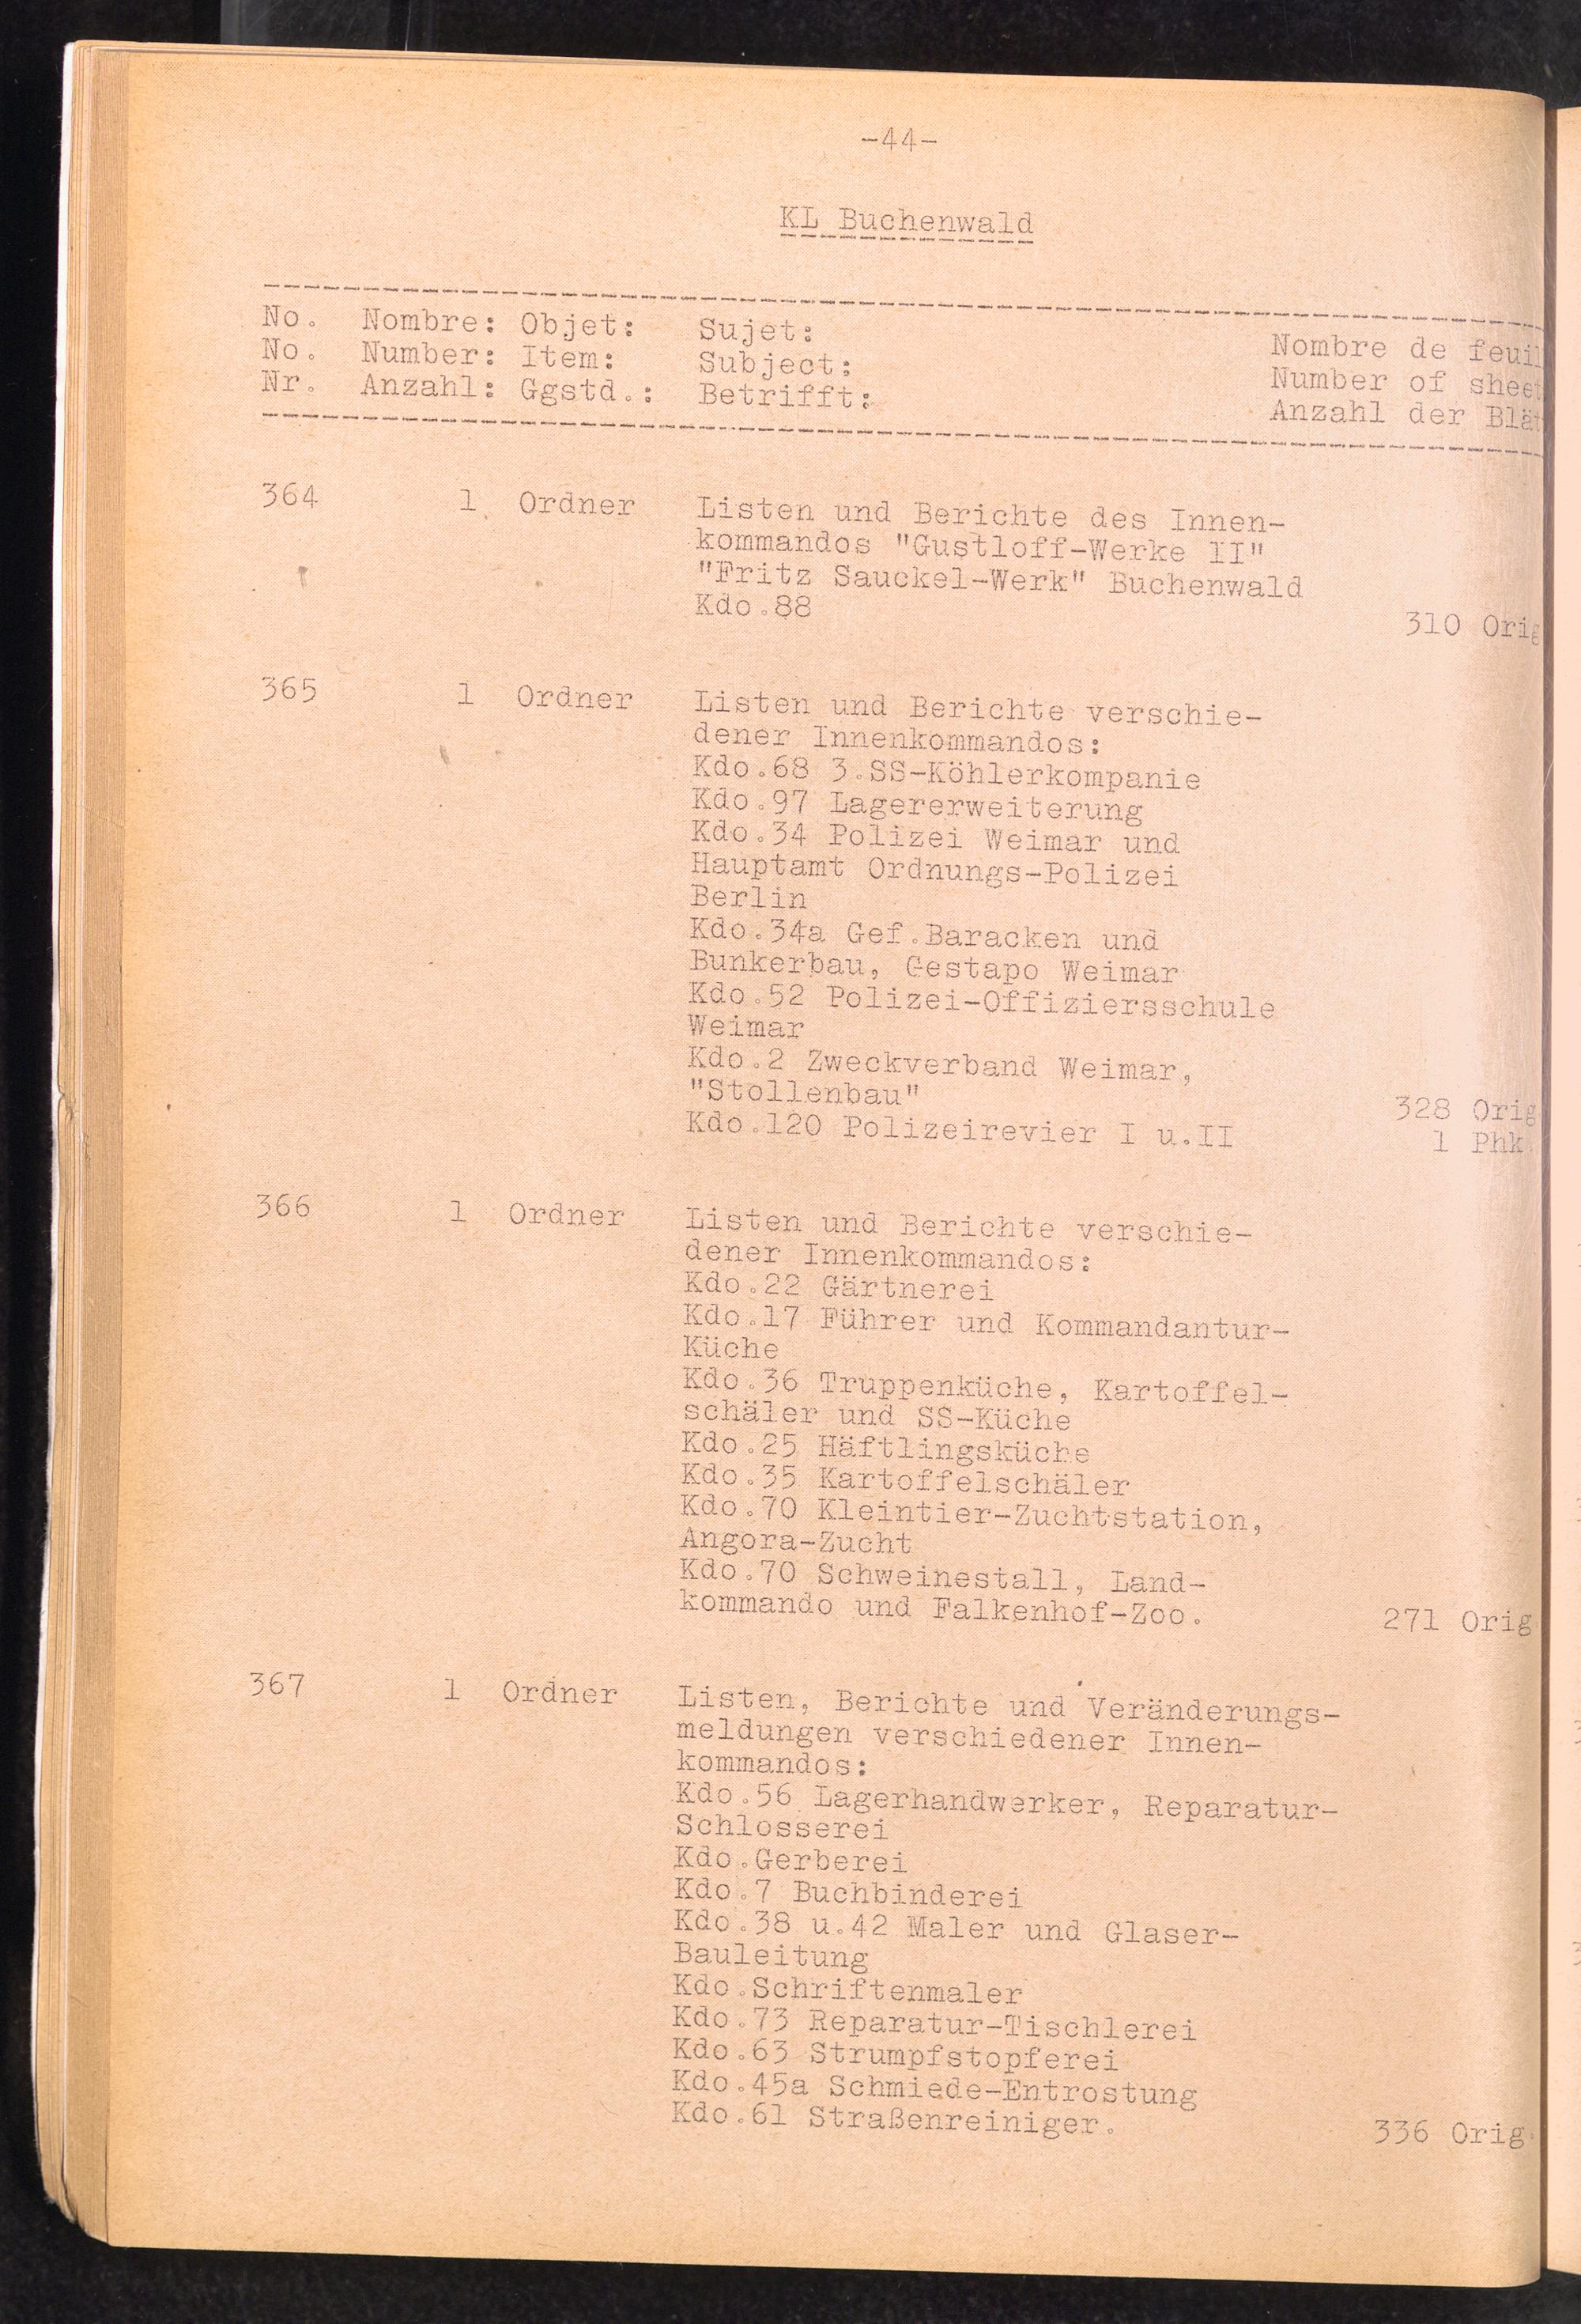 -44-
KL Buchenwald
No. Nombre: Objet: Sujet: Nombre de feuil
No. Number: Item: Subject: Number of sheet
Nr. Anzahl: Ggstd.: Betrifft: Anzahl der Blät
364 1 Ordner Listen und Berichte des Innen-
kommandos "Gustloff-Werke II"
"Fritz Sauckel-Werk" Buchenwald
Kdo.88 310 Orig
365 1 Ordner Listen und Berichte verschie-
dener Innenkommandos:
Kdo.68 3.SS-Köhlerkompanie
Kdo.97 Lagererweiterung
Kdo.34 Polizei Weimar und
Hauptamt Ordnungs-Polizei
Berlin
Kdo.34a Gef.Baracken und
Bunkerbau, Gestapo Weimar
Kdo.52 Polizei-Offiziersschule
Weimar
Kdo.2 Zweckverband Weimar,
"Stollenbau" 328 Orig
Kdo.120 Polizeirevier I u.II 1 Phk.
366 1 Ordner Listen und Berichte verschie-
dener Innenkommandos:
Kdo.22 Gärtnerei
Kdo.17 Führer und Kommandantur-
Küche
Kdo.36 Truppenküche, Kartoffel-
schäler und SS-Küche
Kdo.25 Häftlingsküche
Kdo.35 Kartoffelschäler
Kdo.70 Kleintier-Zuchtstation,
Angora-Zucht
Kdo.70 Schweinestall, Land-
kommando und Falkenhof-Zoo. 271 Orig
367 1 Ordner Listen, Berichte und Veränderungs-
meldungen verschiedener Innen-
kommandos:
Kdo.56 Lagerhandwerker, Reparatur-
Schlosserei
Kdo.Gerberei
Kdo.7 Buchbinderei
Kdo.38 u.42 Maler und Glaser-
Bauleitung
Kdo.Schriftenmaler
Kdo.73 Reparatur-Tischlerei
Kdo.63 Strumpfstopferei
Kdo.45a Schmiede-Entrostung
Kdo.61 Straßenreiniger. 336 Orig.